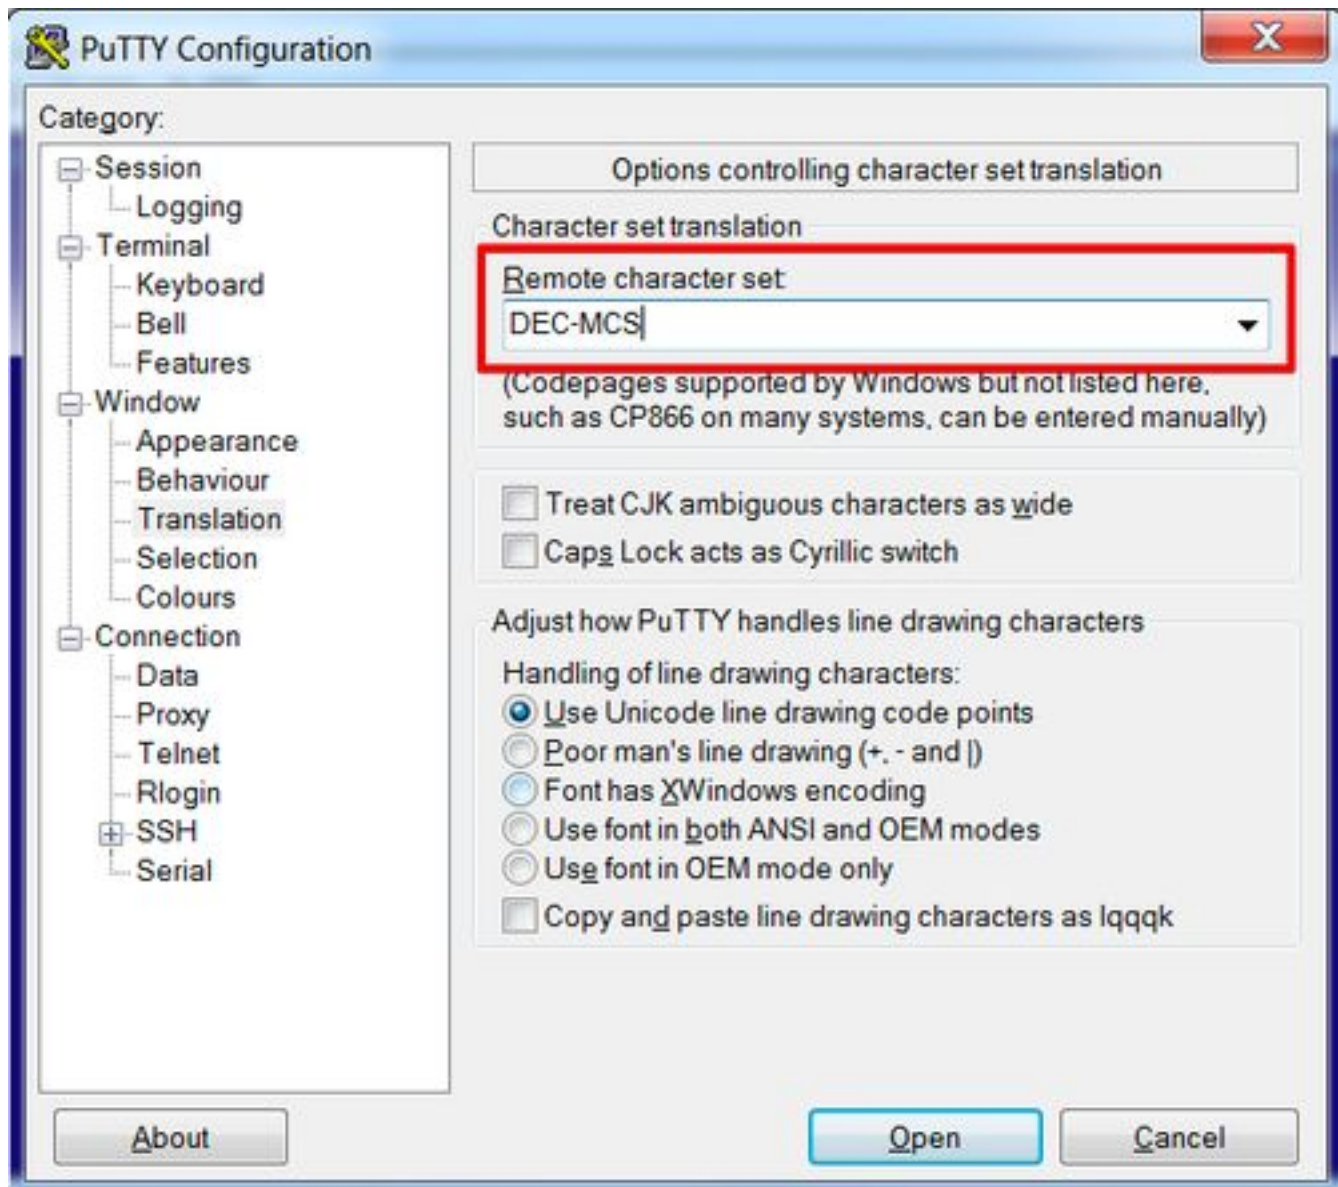 PuTTY Configuration
X
Category:
Session
Logging
Terminal
Keyboard
Bell
Features
Window
Appearance
Behaviour
Translation
Selection
Colours
Connection
Data
Proxy
Telnet
Rlogin
SSH
Serial
Options controlling character set translation
Character set translation
Remote character set:
DEC-MCS
(Codepages supported by Windows but not listed here,
such as CP866 on many systems, can be entered manually)
Treat CJK ambiguous characters as wide
Caps Lock acts as Cyrillic switch
Adjust how PuTTY handles line drawing characters
Handling of line drawing characters:
Use Unicode line drawing code points
Poor man's line drawing (+, - and |)
Font has XWindows encoding
Use font in both ANSI and OEM modes
Use font in OEM mode only
Copy and paste line drawing characters as lqqqk
About
Open
Cancel